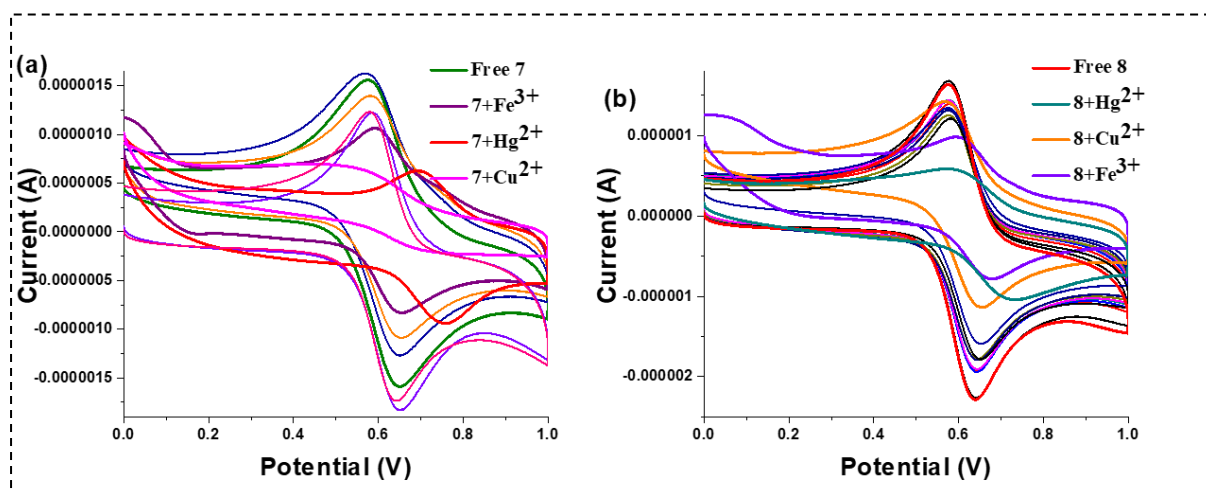 (a)
Free 7
7+Fe3+
7+Hg2+
7+Cu2+
0.0000015
0.0000010
0.0000005
0.0000000
-0.0000005
-0.0000010
-0.0000015
Current (A)
0.0
0.2
0.4
0.6
0.8
1.0
Potential (V)
(b)
Free 8
8+Hg2+
8+Cu2+
8+Fe3+
0.000001
0.000000
-0.000001
-0.000002
Current (A)
0.0
0.2
0.4
0.6
0.8
1.0
Potential (V)